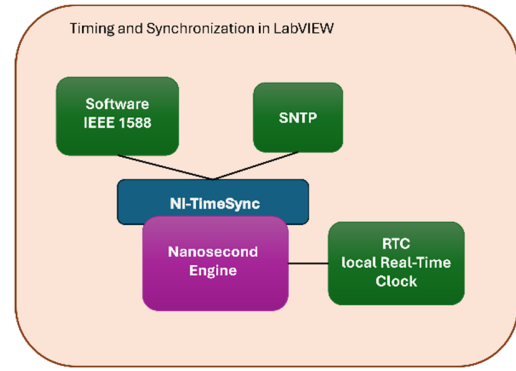 Timing and Synchronization in LabVIEW
Software
IEEE 1588
SNTP
NI-TimeSync
Nanosecond
Engine
RTC
local Real-Time
Clock